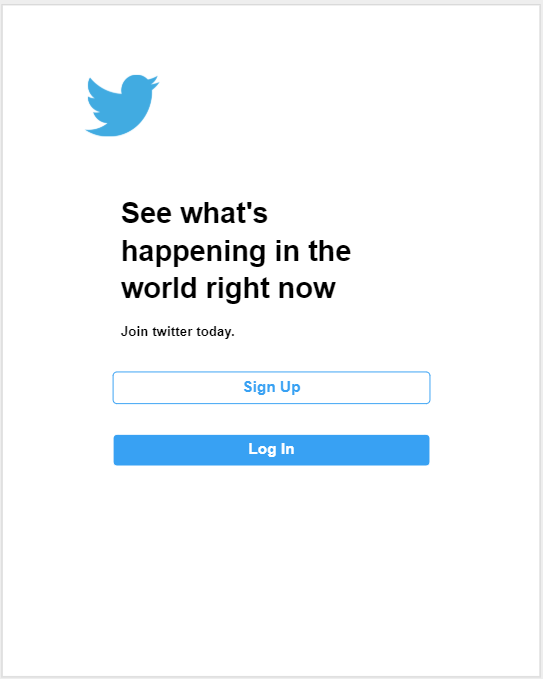 See what's
happening in the
world right now
Join twitter today.
Sign Up
Log In